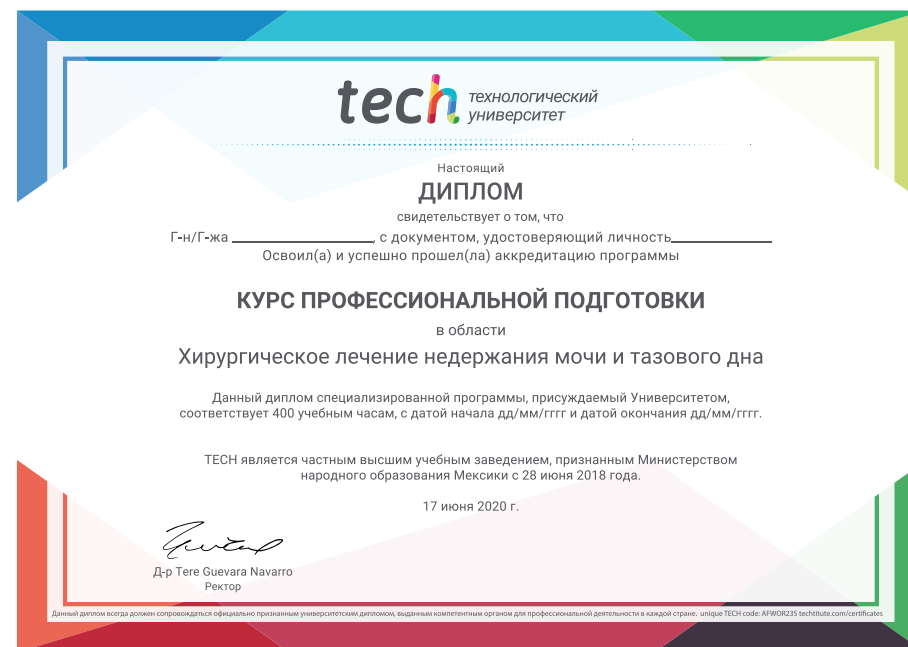 tech технологический
университет
Настоящий
ДИПЛОМ
свидетельствует о том, что
Г-н/Г-жа ____________________, с документом, удостоверяющий личность______________
Освоил(а) и успешно прошел(ла) аккредитацию программы
КУРС ПРОФЕССИОНАЛЬНОЙ ПОДГОТОВКИ
в области
Хирургическое лечение недержания мочи и тазового дна
Данный диплом специализированной программы, присуждаемый Университетом,
соответствует 400 учебным часам, с датой начала дд/мм/гггг и датой окончания дд/мм/гггг.
TECH является частным высшим учебным заведением, признанным Министерством
народного образования Мексики с 28 июня 2018 года.
17 июня 2020 г.
Д-р Tere Guevara Navarro
Ректор
Данный диплом всегда должен сопровождаться официально признанным университетским дипломом, выданным компетентным органом для профессиональной деятельности в каждой стране. unique TECH code: AFWOR23S techtitute.com/certificates